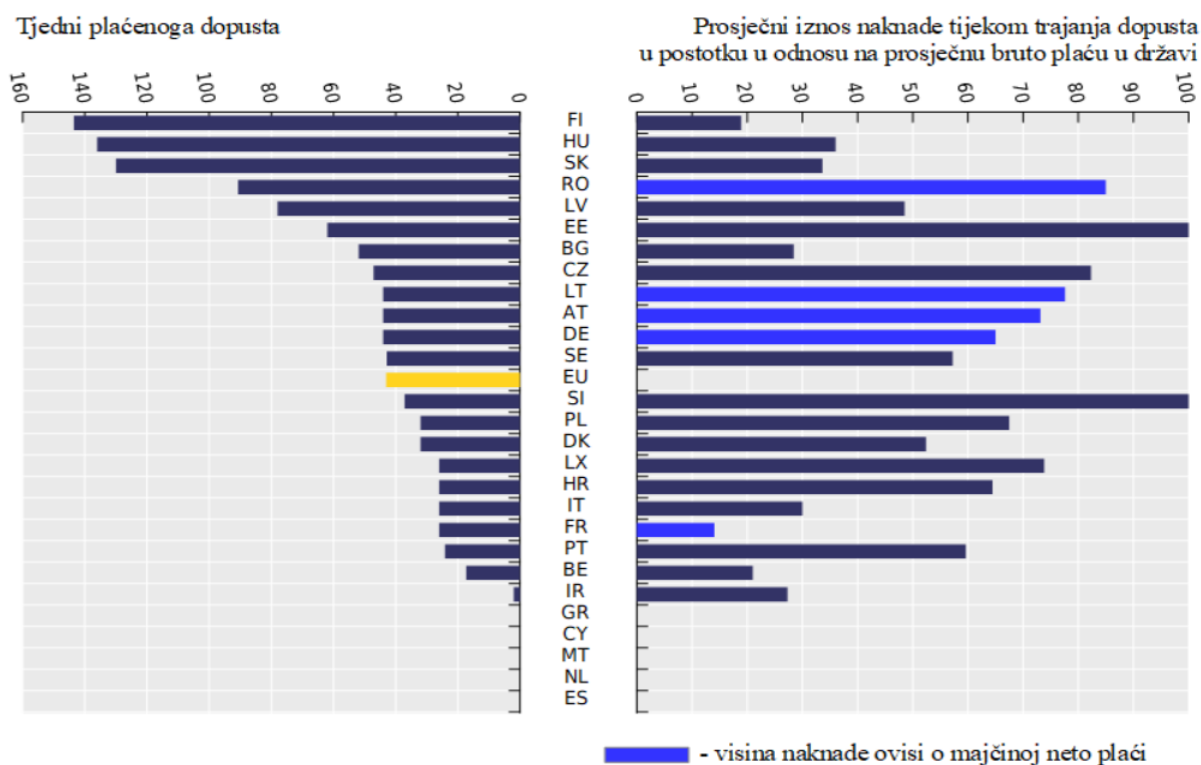 Tjedni plaćenoga dopusta
Prosječni iznos naknade tijekom trajanja dopusta
u postotku u odnosu na prosječnu bruto plaću u državi
160 140 120 100 80 60 40 20 0
0 10 20 30 40 50 60 70 80 90 100
FI
HU
SK
RO
LV
EE
BG
CZ
LT
AT
DE
SE
EU
SI
PL
DK
LX
HR
IT
FR
PT
BE
IR
GR
CY
MT
NL
ES
- visina naknade ovisi o majčinoj neto plaći